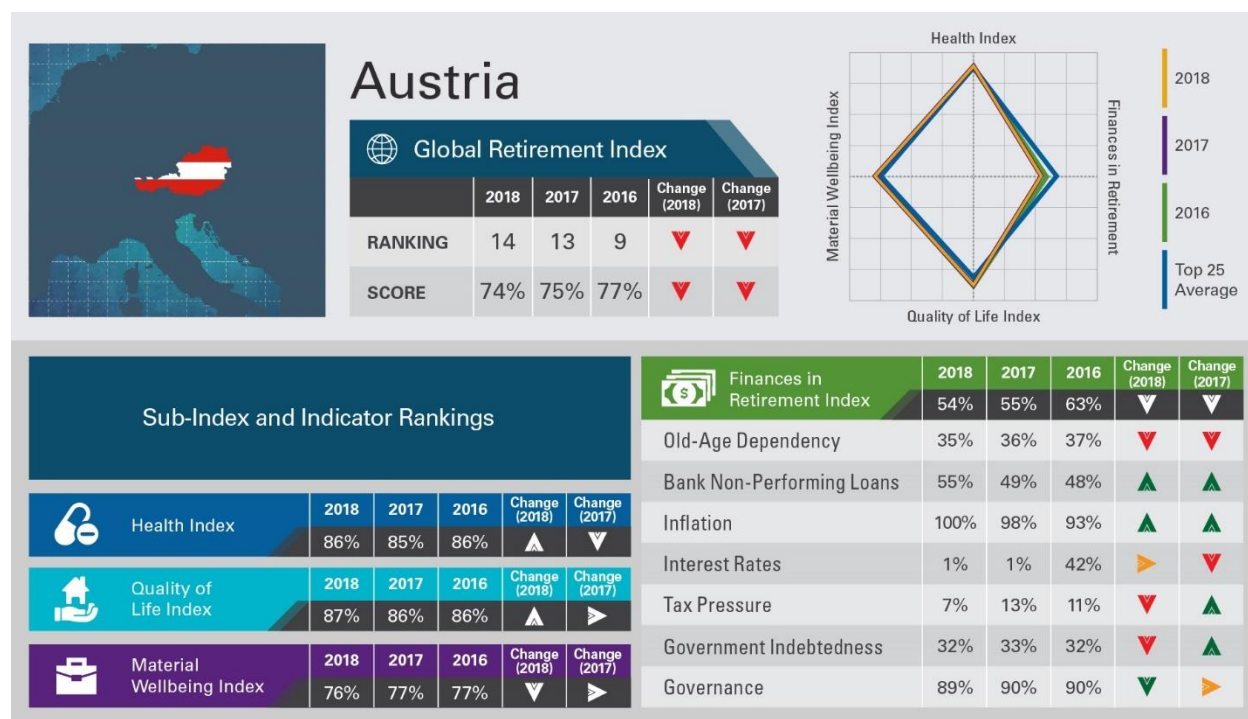 Austria
Global Retirement Index
2018 2017 2016 Change (2018) Change (2017)
RANKING 14 13 9
SCORE 74% 75% 77%
Health Index
Material Wellbeing Index
Finances in Retirement
Quality of Life Index
2018
2017
2016
Top 25
Average
Sub-Index and Indicator Rankings
Health Index
2018 2017 2016 Change (2018) Change (2017)
86% 85% 86%
Quality of
Life Index
2018 2017 2016 Change (2018) Change (2017)
87% 86% 86%
Material
Wellbeing Index
2018 2017 2016 Change (2018) Change (2017)
76% 77% 77%
Finances in
Retirement Index
2018 2017 2016 Change (2018) Change (2017)
54% 55% 63%
Old-Age Dependency 35% 36% 37%
Bank Non-Performing Loans 55% 49% 48%
Inflation 100% 98% 93%
Interest Rates 1% 1% 42%
Tax Pressure 7% 13% 11%
Government Indebtedness 32% 33% 32%
Governance 89% 90% 90%